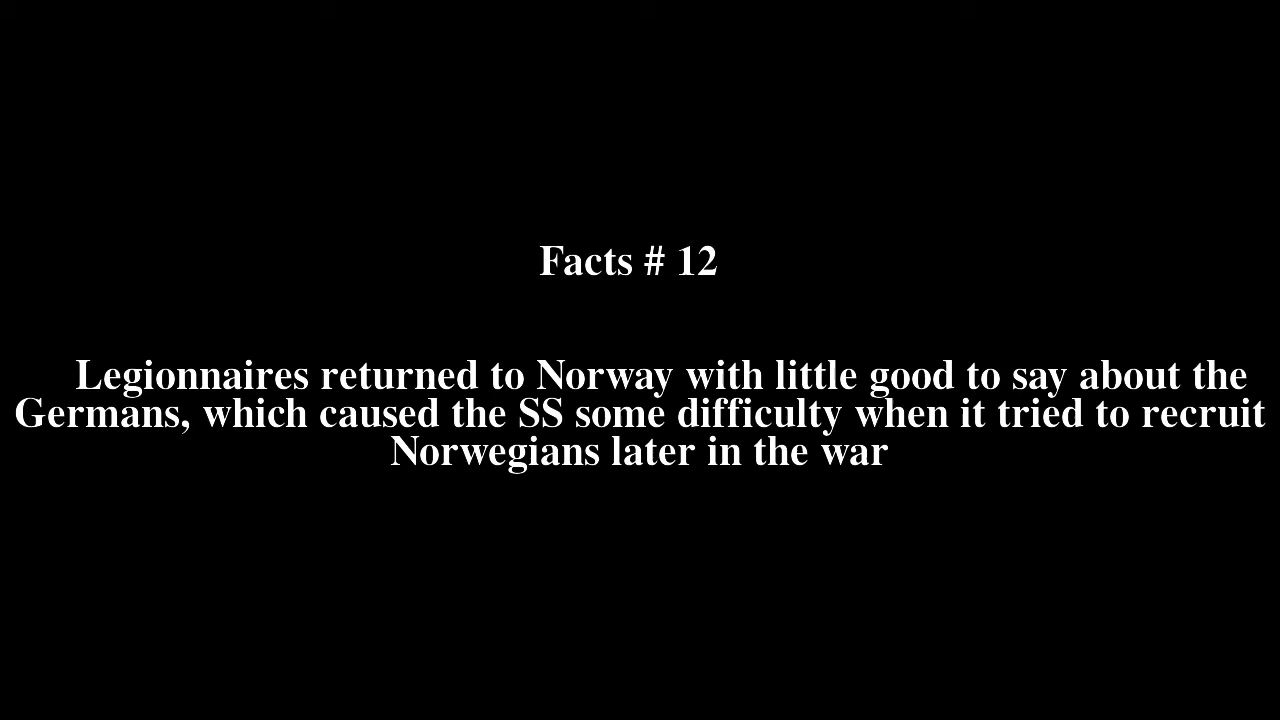 Facts # 12
Legionnaires returned to Norway with little good to say about the
Germans, which caused the SS some difficulty when it tried to recruit
Norwegians later in the war